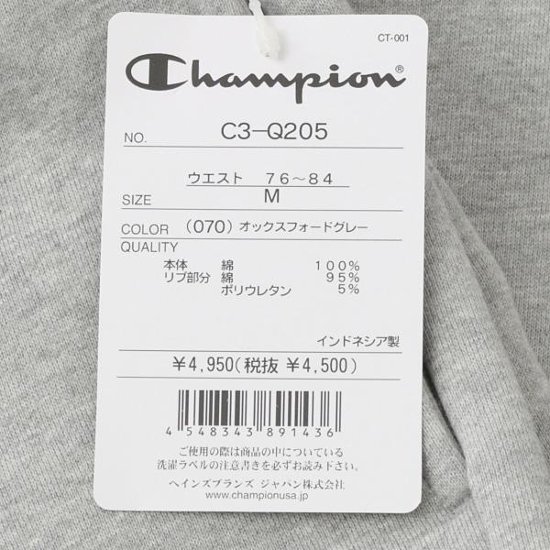 CT-001
Champion®
NO. C3-Q205
ウエスト 76~84
SIZE M
COLOR (070) オックスフォードグレー
QUALITY
本体 綿 100%
リブ部分 綿 95%
ポリウレタン 5%
インドネシア製
¥4,950(税抜 ¥4,500)
4 548343 891436
ご使用の際は商品の中についている
洗濯ラベルの注意書きを必ずお読み下さい
ヘインズブランズ ジャパン株式会社
www.championusa.jp